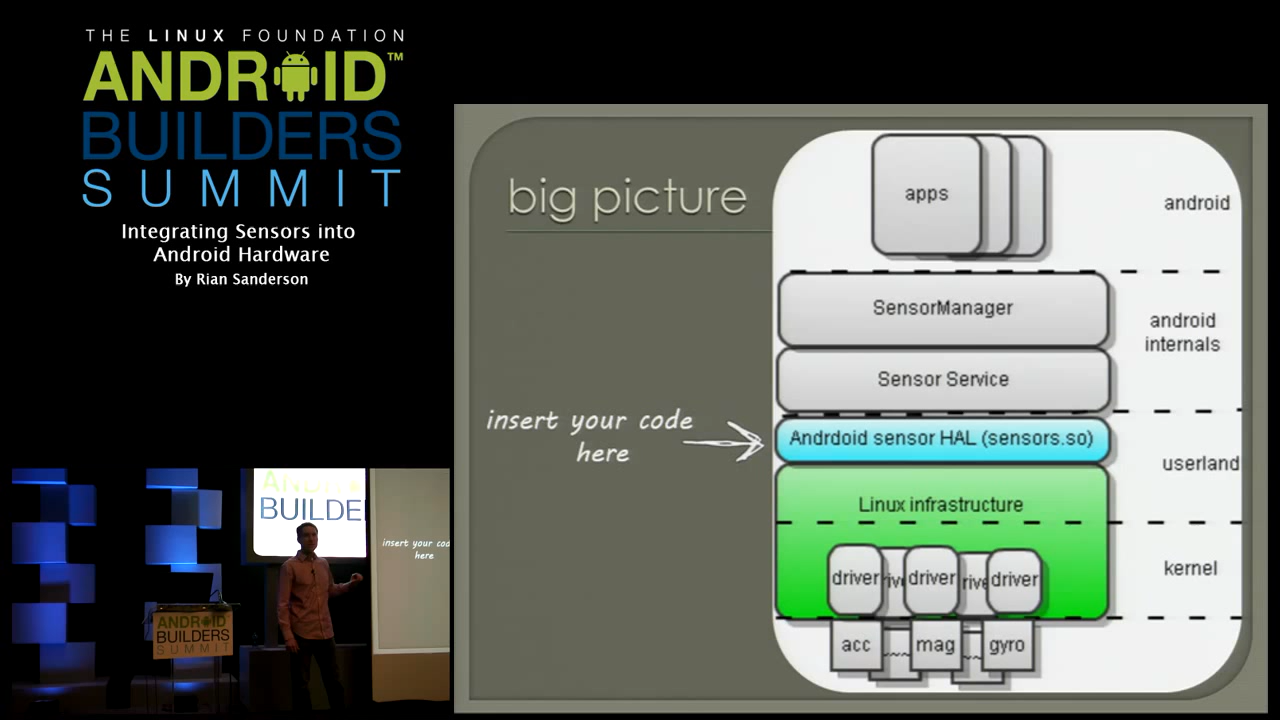 THE LINUX FOUNDATION
ANDROID™
BUILDERS
SUMMIT
Integrating Sensors into
Android Hardware
By Rian Sanderson
big picture
apps
android
SensorManager
android
internals
Sensor Service
insert your code
here
Andrdoid sensor HAL (sensors.so)
userland
Linux infrastructure
driver
driver
driver
kernel
acc
~~
mag
~~
gyro
BUILDE
insert your cod
here
ANDROID
BUILDERS
SUMMIT